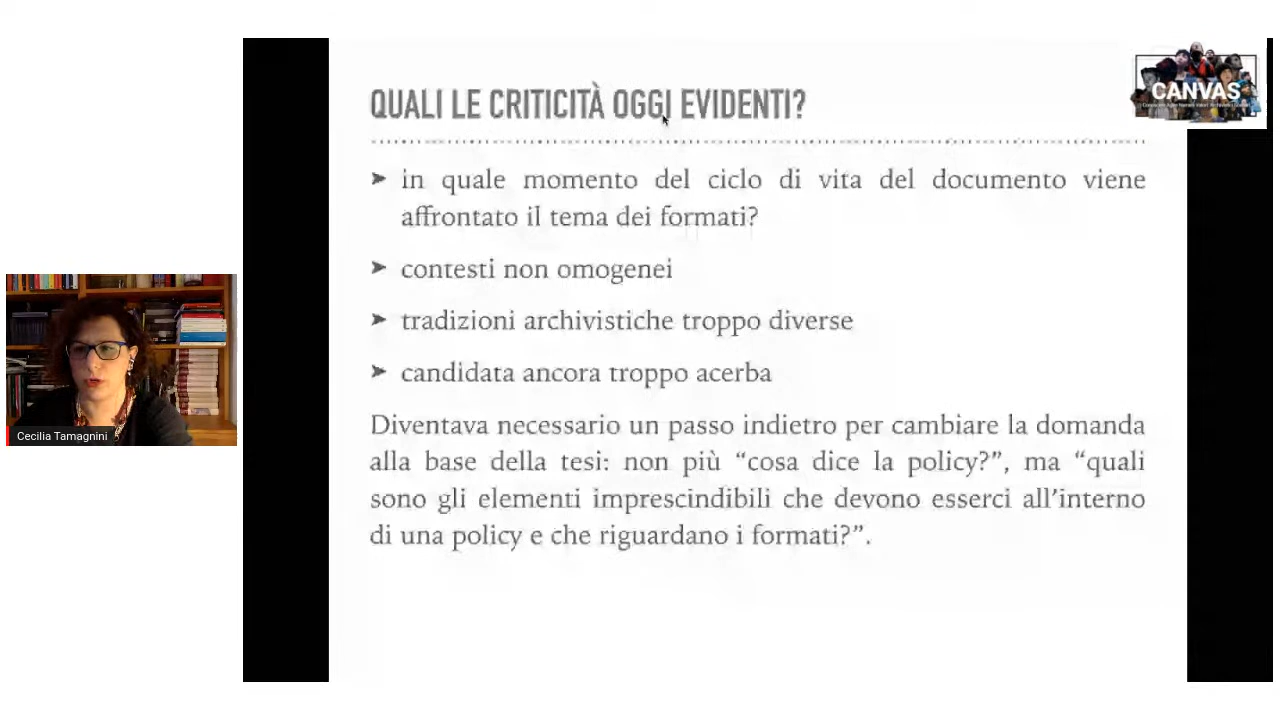 QUALI LE CRITICITÀ OGGI EVIDENTI?
CANVAS
➤ in quale momento del ciclo di vita del documento viene
affrontato il tema dei formati?
➤ contesti non omogenei
➤ tradizioni archivistiche troppo diverse
➤ candidata ancora troppo acerba
Diventava necessario un passo indietro per cambiare la domanda
alla base della tesi: non più “cosa dice la policy?”, ma “quali
sono gli elementi imprescindibili che devono esserci all’interno
di una policy e che riguardano i formati?”.
Cecilia Tamagnini